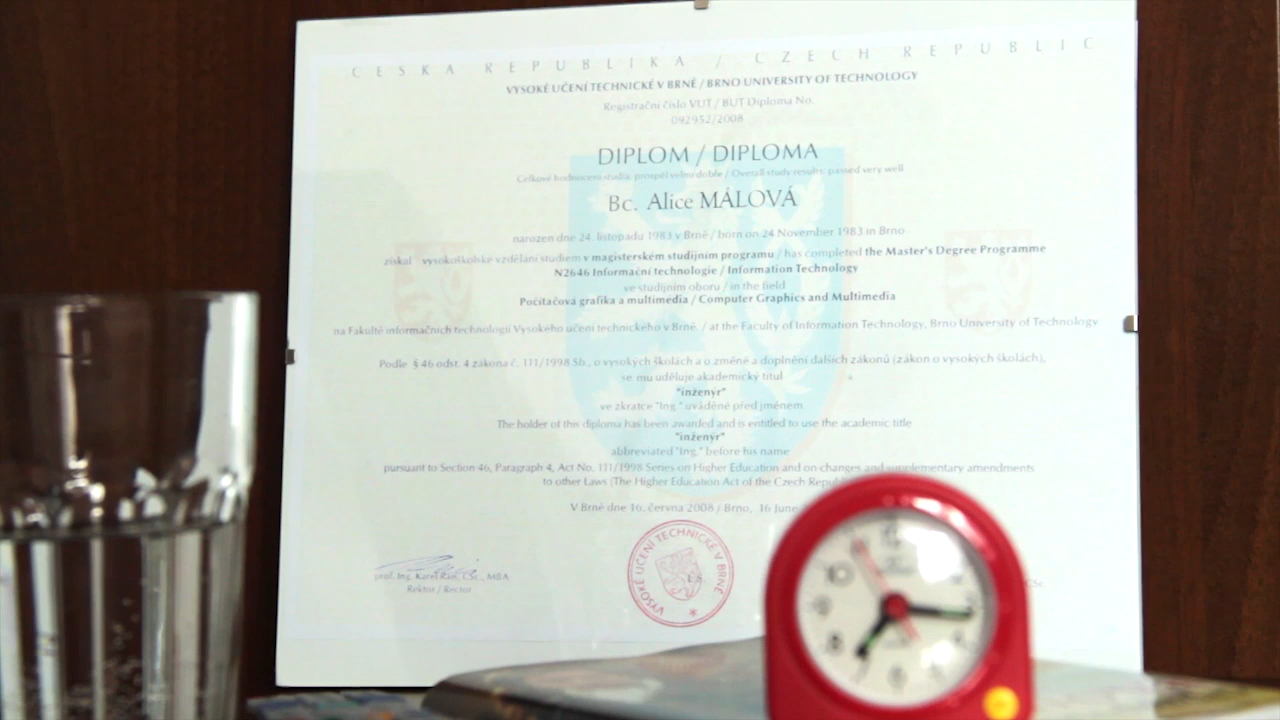 ČESKÁ REPUBLIKA / CZECH REPUBLIC
VYSOKÉ UČENÍ TECHNICKÉ V BRNĚ / BRNO UNIVERSITY OF TECHNOLOGY
Registrační číslo VUT / BUT Diploma No.
092952/2008
DIPLOM / DIPLOMA
Celkové hodnocení studia: prospěl velmi dobře / Overall study results: passed very well
Bc. Alice MÁLOVÁ
narozen dne 24. listopadu 1983 v Brně / born on 24 November 1983 in Brno
získal vysokoškolské vzdělání studiem v magisterském studijním programu / has completed the Master's Degree Programme
N2646 Informační technologie / Information Technology
ve studijním oboru / in the field
Počítačová grafika a multimédia / Computer Graphics and Multimedia
na Fakultě informačních technologií Vysokého učení technického v Brně. / at the Faculty of Information Technology, Brno University of Technology
Podle § 46 odst. 4 zákona č. 111/1998 Sb., o vysokých školách a o změně a doplnění dalších zákonů (zákon o vysokých školách),
se mu uděluje akademický titul
"inženýr"
ve zkratce "Ing." uváděné před jménem
The holder of this diploma has been awarded and is entitled to use the academic title
"inženýr"
abbreviated "Ing." before his name
pursuant to Section 46, Paragraph 4, Act No. 111/1998 Series on Higher Education and on changes and supplementary amendments
to other Laws (The Higher Education Act of the Czech
V Brně dne 16. června 2008 / Brno, 16 June
VYSOKÉ UČENÍ TECHNICKÉ V BRNĚ
L.S.
prof. Ing. Karel Rais, CSc., MBA
Rektor / Rector
CSc.
10